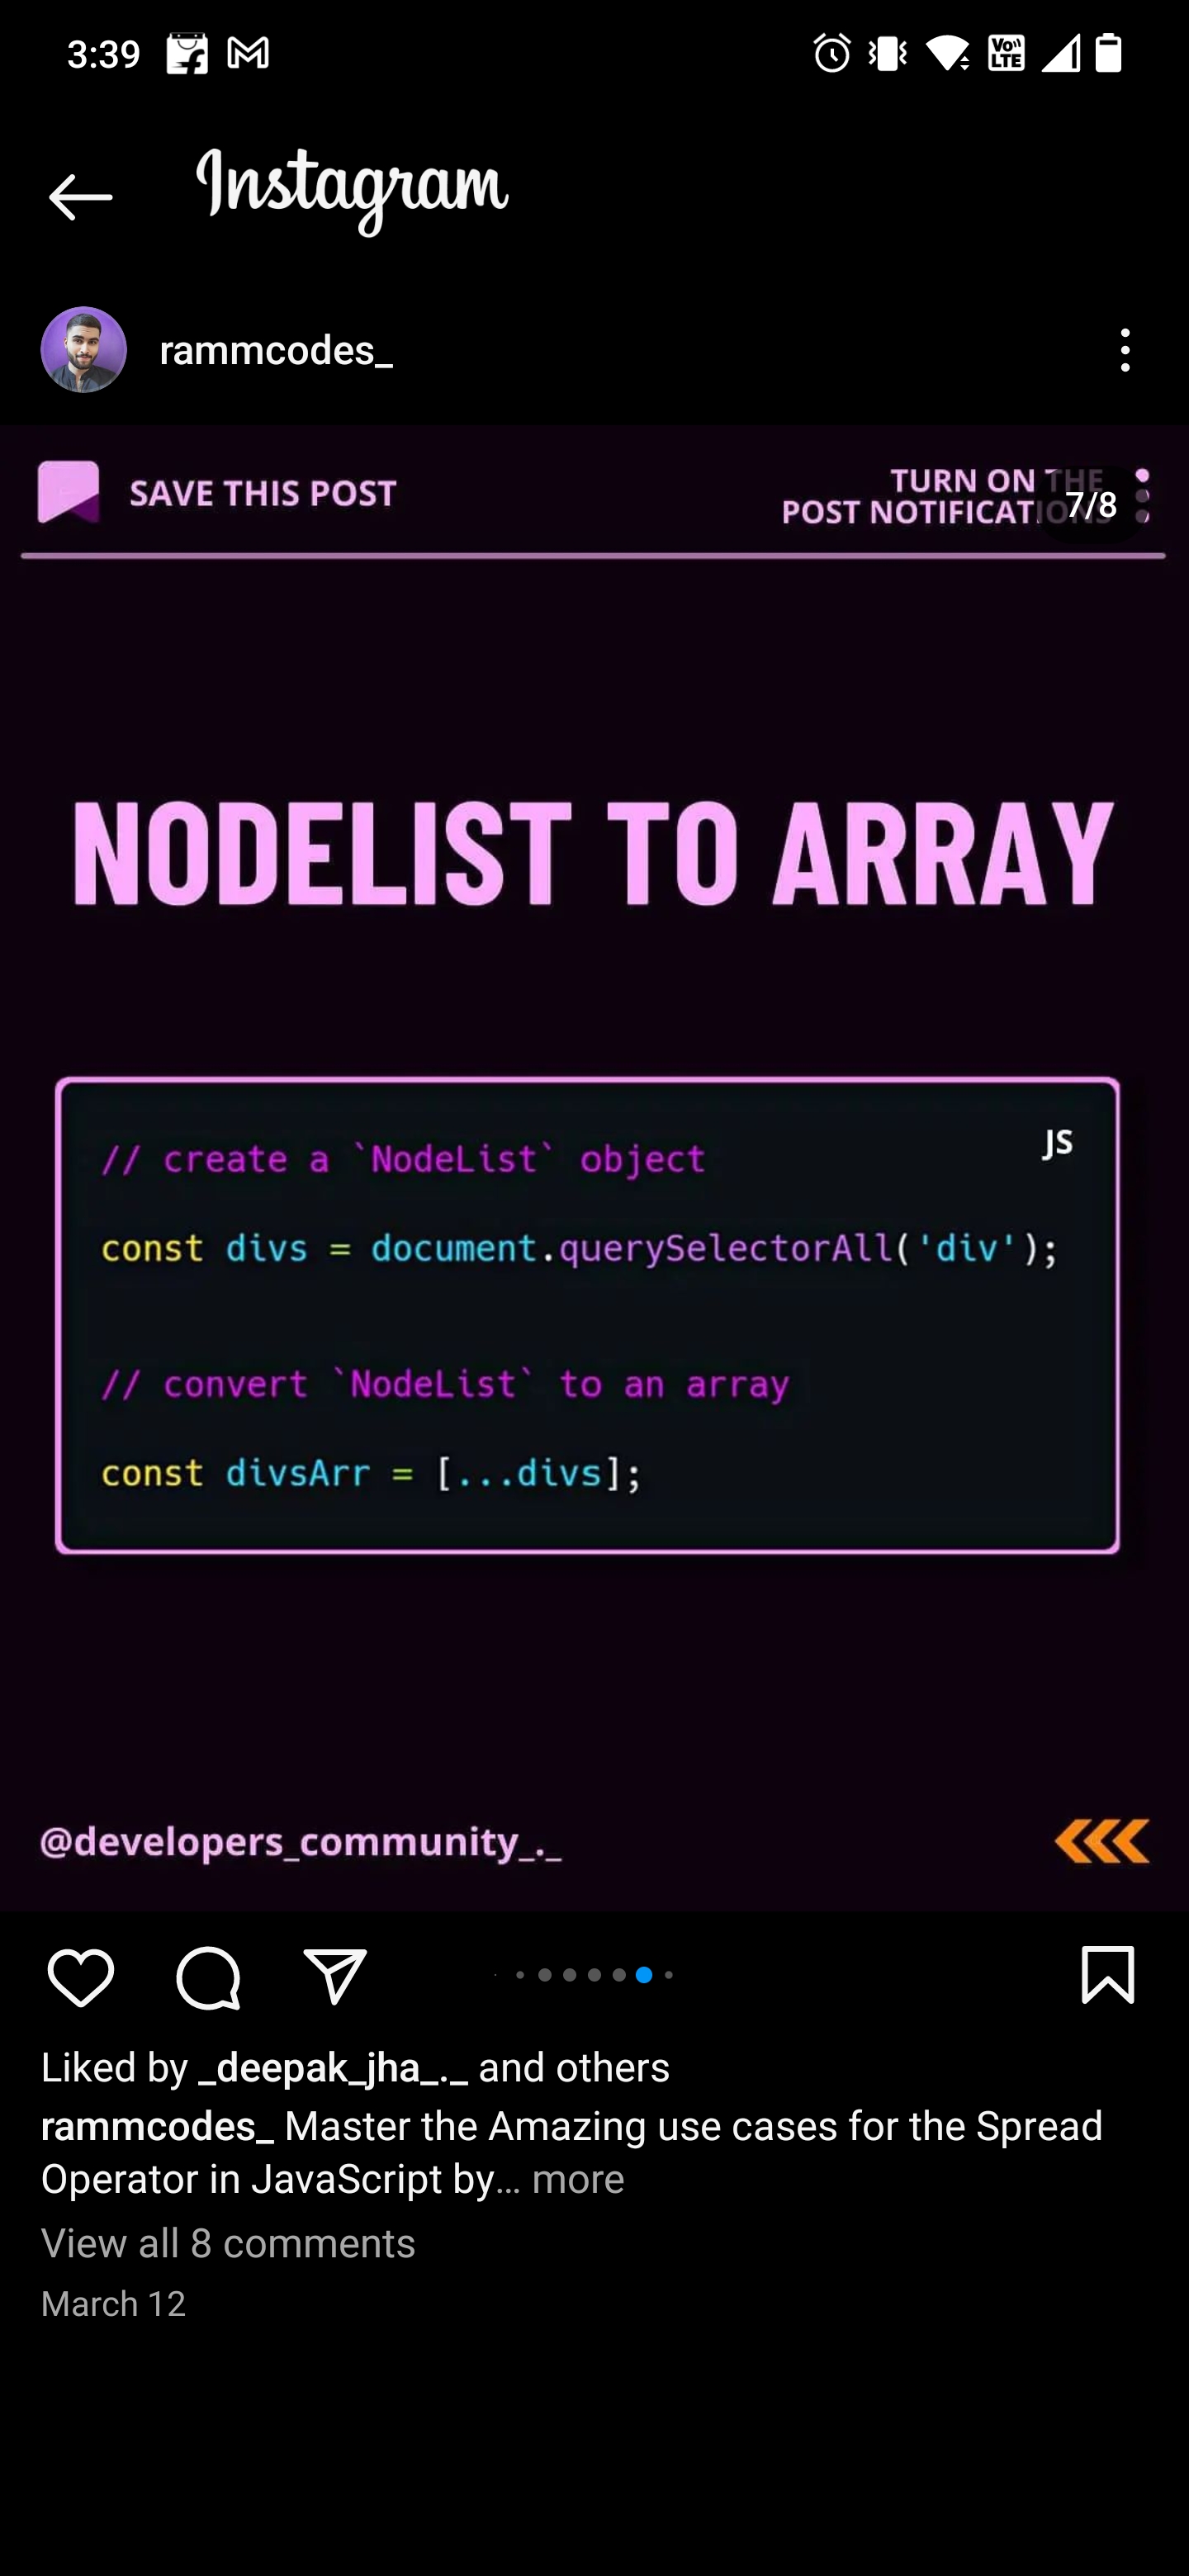 3:39
Vo)) LTE
Instagram
rammcodes_
SAVE THIS POST
TURN ON THE
POST NOTIFICATIONS
7/8
NODELIST TO ARRAY
JS
// create a `NodeList` object
const divs = document.querySelectorAll('div');
// convert `NodeList` to an array
const divsArr = [...divs];
@developers_community_._
Liked by _deepak_jha_._ and others
rammcodes_ Master the Amazing use cases for the Spread
Operator in JavaScript by... more
View all 8 comments
March 12